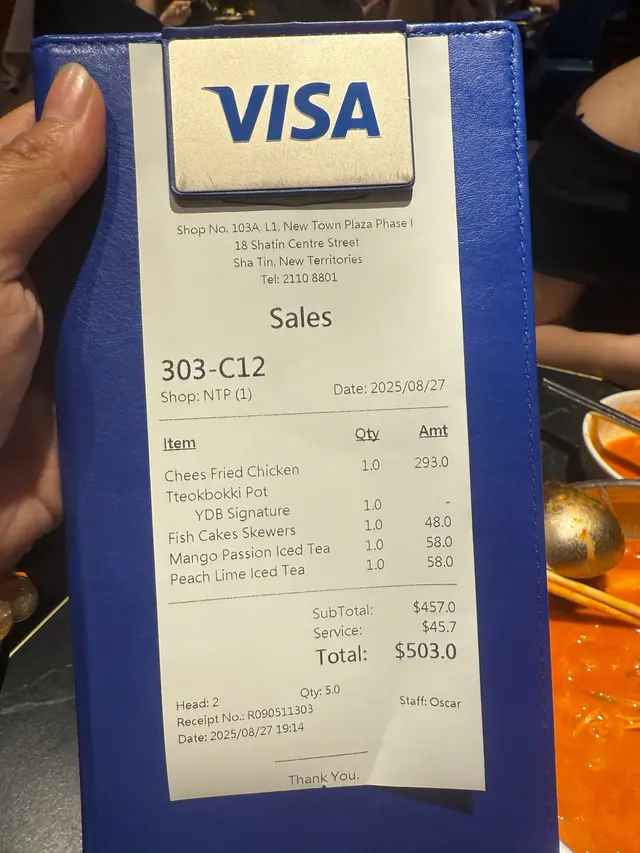 VISA
Shop No. 103A, L1, New Town Plaza Phase I
18 Shatin Centre Street
Sha Tin, New Territories
Tel: 2110 8801
Sales
303-C12
Shop: NTP (1) Date: 2025/08/27
Item Qty Amt
Chees Fried Chicken 1.0 293.0
Tteokbokki Pot
YDB Signature 1.0 -
Fish Cakes Skewers 1.0 48.0
Mango Passion Iced Tea 1.0 58.0
Peach Lime Iced Tea 1.0 58.0
SubTotal: $457.0
Service: $45.7
Total: $503.0
Head: 2 Qty: 5.0 Staff: Oscar
Receipt No.: R090511303
Date: 2025/08/27 19:14
Thank You.